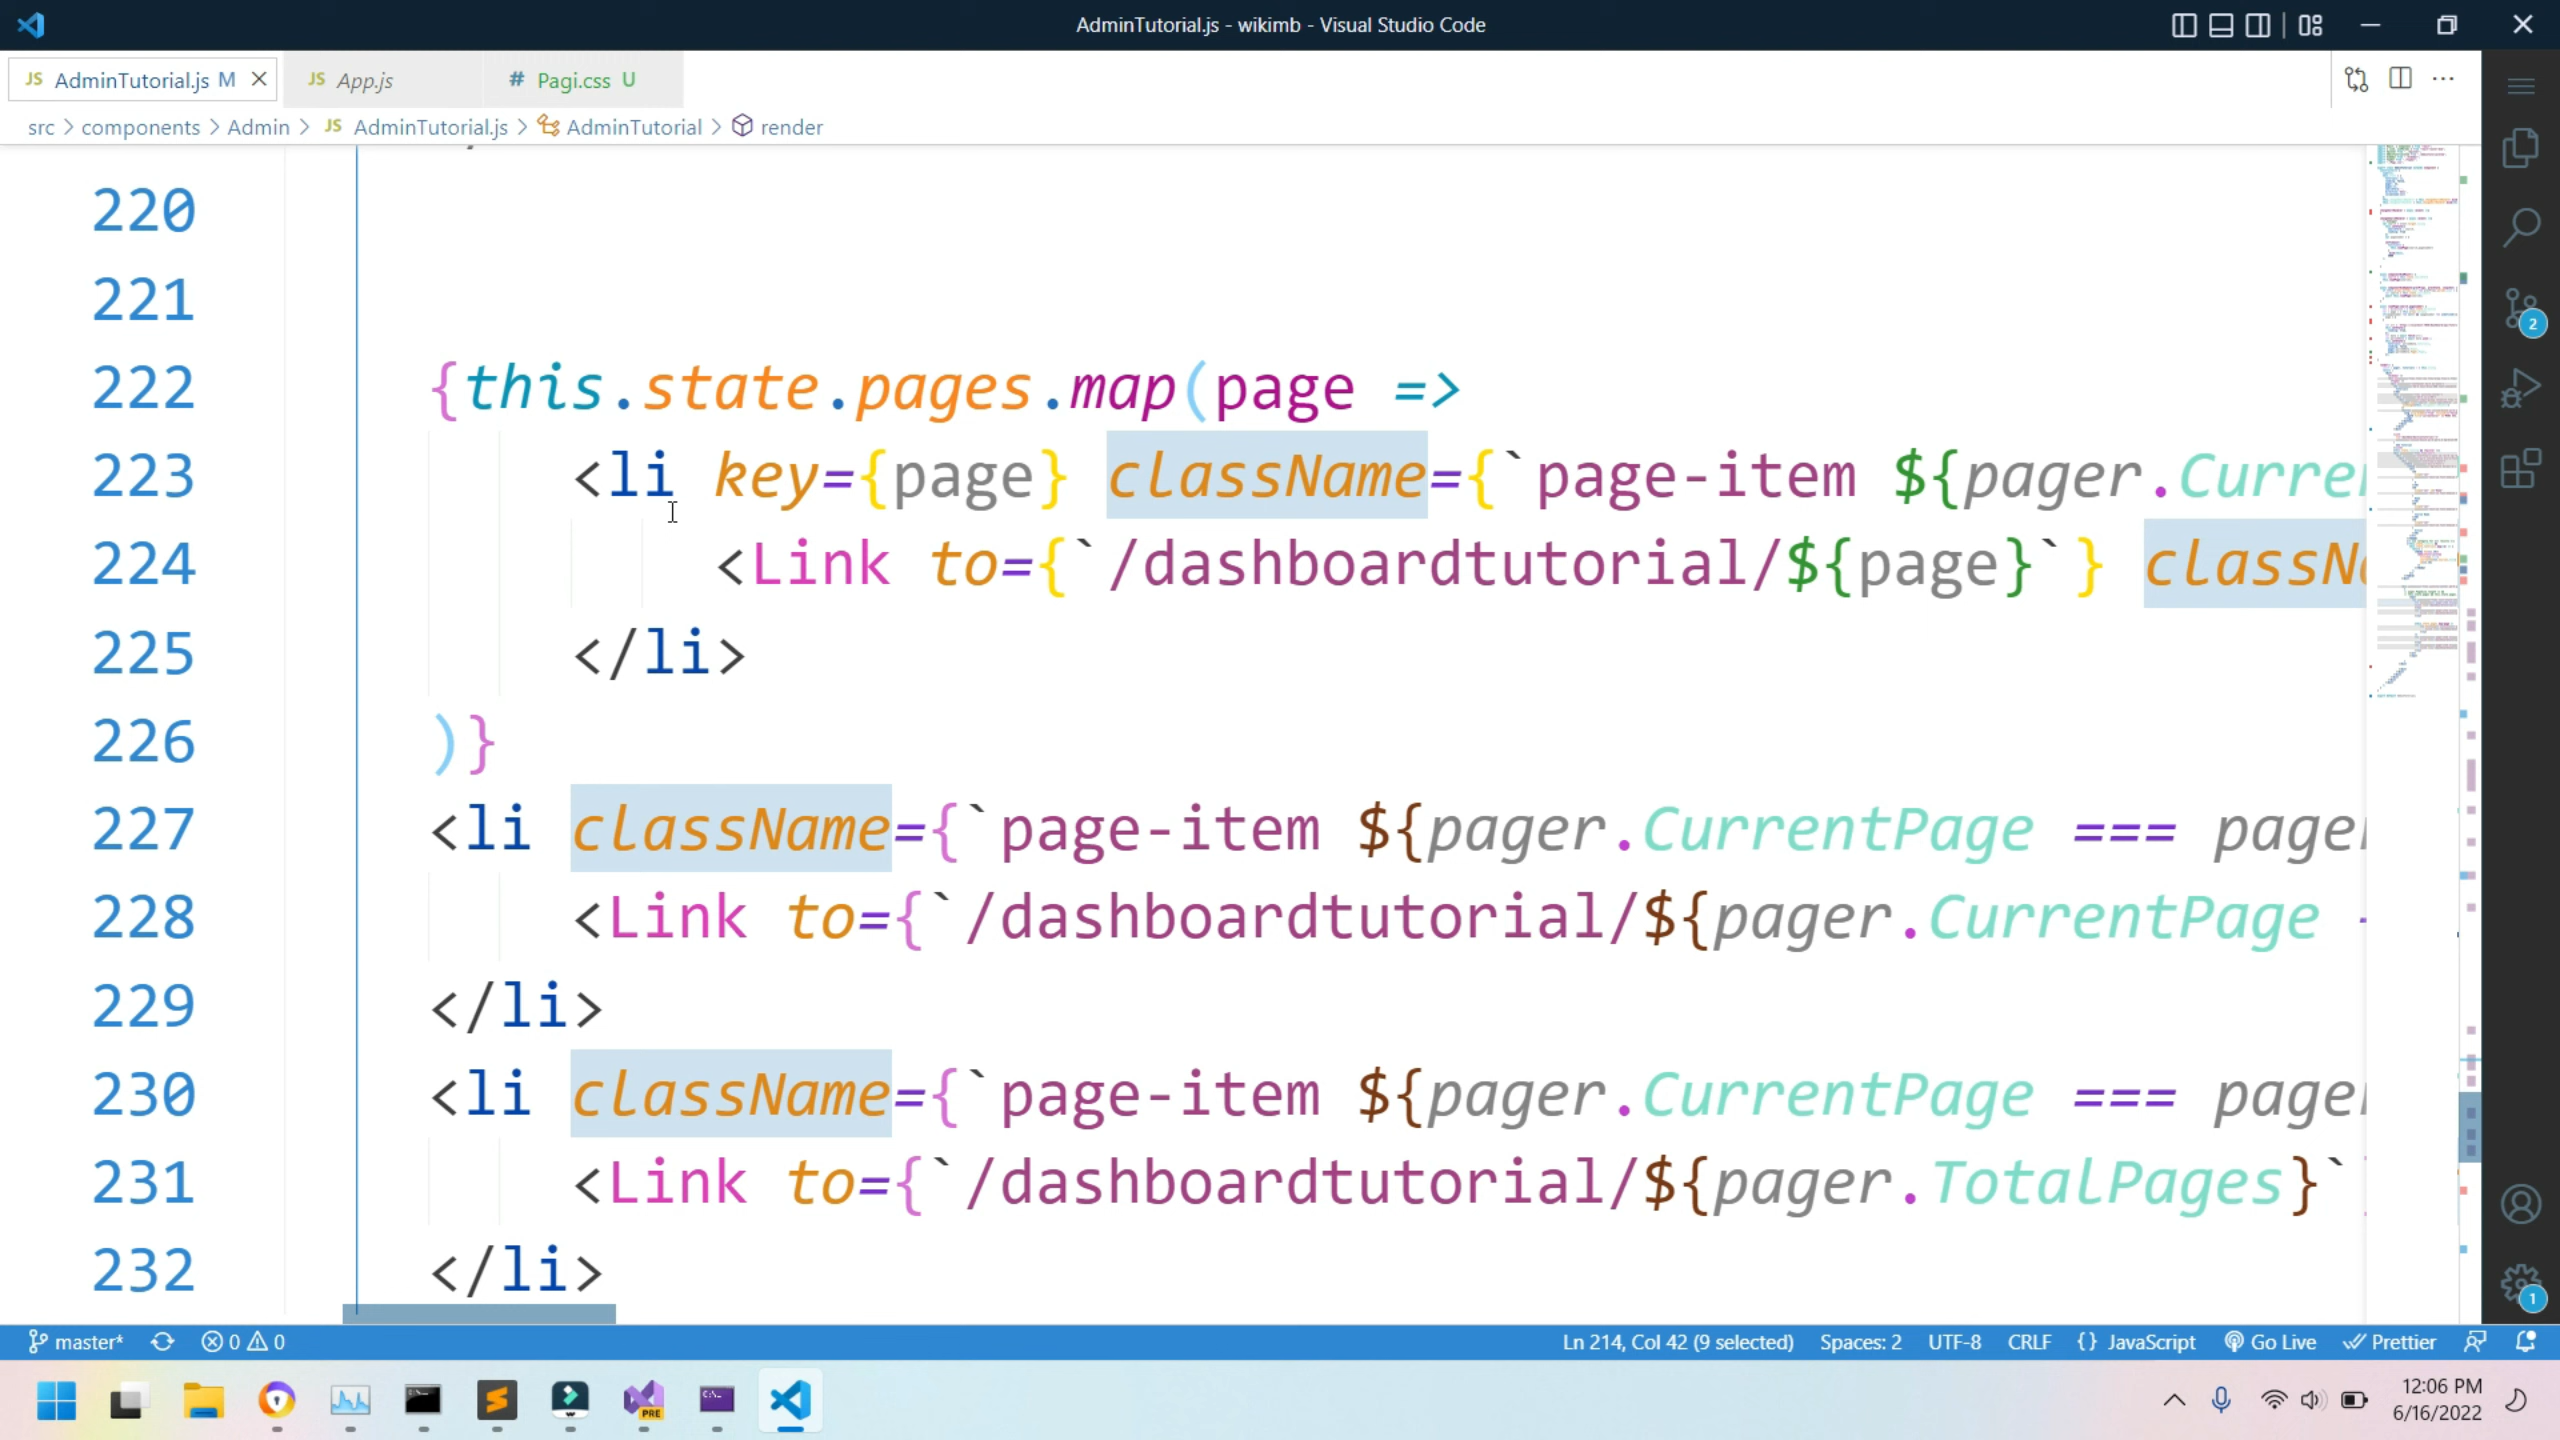 AdminTutorial.js - wikimb - Visual Studio Code
JS AdminTutorial.js M
JS App.js
# Pagi.css U
src > components > Admin > JS AdminTutorial.js > AdminTutorial > render
220
221
222 {this.state.pages.map(page =>
223 <li key={page} className={`page-item ${pager.Curre
224 <Link to={`/dashboardtutorial/${page}`} classN
225 </li>
226 )}
227 <li className={`page-item ${pager.CurrentPage === page
228 <Link to={`/dashboardtutorial/${pager.CurrentPage
229 </li>
230 <li className={`page-item ${pager.CurrentPage === page
231 <Link to={`/dashboardtutorial/${pager.TotalPages}`
232 </li>
2
1
master* 0 0 Ln 214, Col 42 (9 selected) Spaces: 2 UTF-8 CRLF {} JavaScript Go Live Prettier
PRE
12:06 PM
6/16/2022